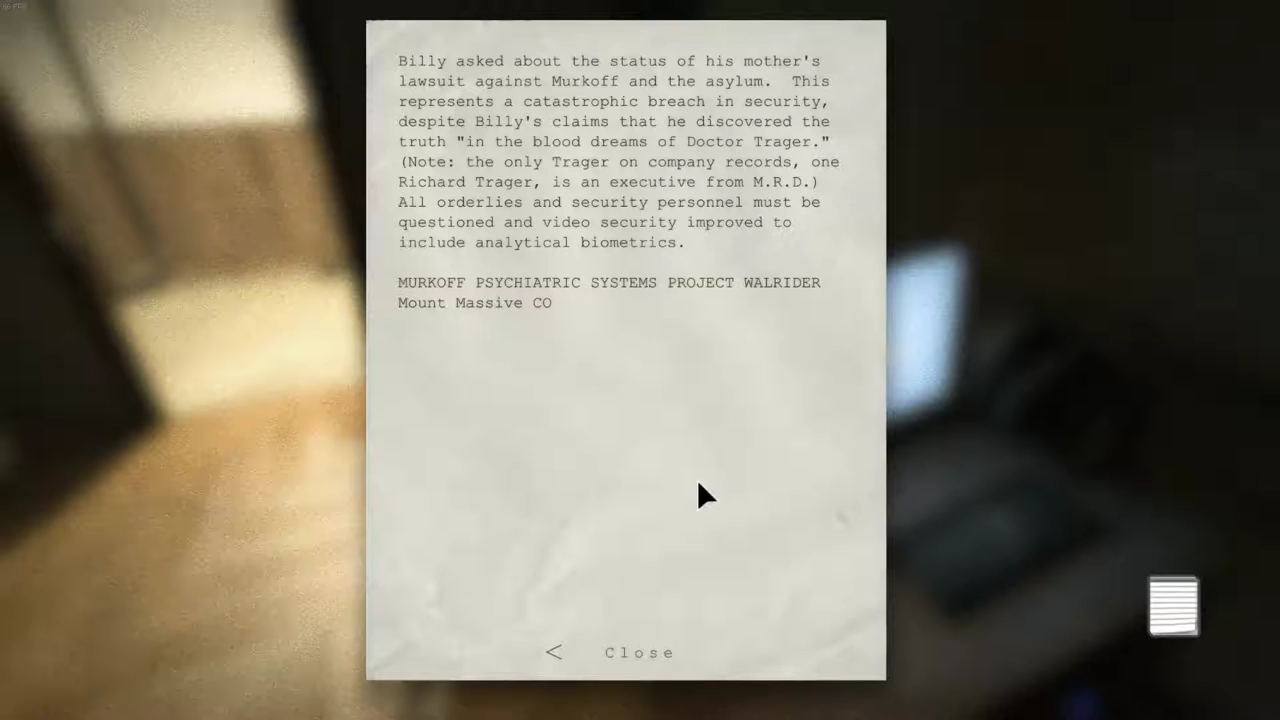 Billy asked about the status of his mother's
lawsuit against Murkoff and the asylum.  This
represents a catastrophic breach in security,
despite Billy's claims that he discovered the
truth "in the blood dreams of Doctor Trager."
(Note: the only Trager on company records, one
Richard Trager, is an executive from M.R.D.)
All orderlies and security personnel must be
questioned and video security improved to
include analytical biometrics.

MURKOFF PSYCHIATRIC SYSTEMS PROJECT WALRIDER
Mount Massive CO
< Close